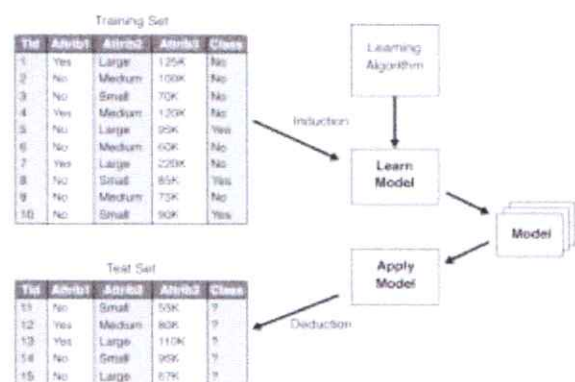 Training Set
Tid Attrib1 Attrib2 Attrib3 Class
1 Yes Large 125K No
2 No Medium 100K No
3 No Small 70K No
4 Yes Medium 120K No
5 No Large 95K Yes
6 No Medium 60K No
7 Yes Large 220K No
8 No Small 85K Yes
9 No Medium 75K No
10 No Small 90K Yes
Learning
Algorithm
Induction
Learn
Model
Model
Apply
Model
Deduction
Test Set
Tid Attrib1 Attrib2 Attrib3 Class
11 No Small 55K ?
12 Yes Medium 80K ?
13 Yes Large 110K ?
14 No Small 95K ?
15 No Large 67K ?